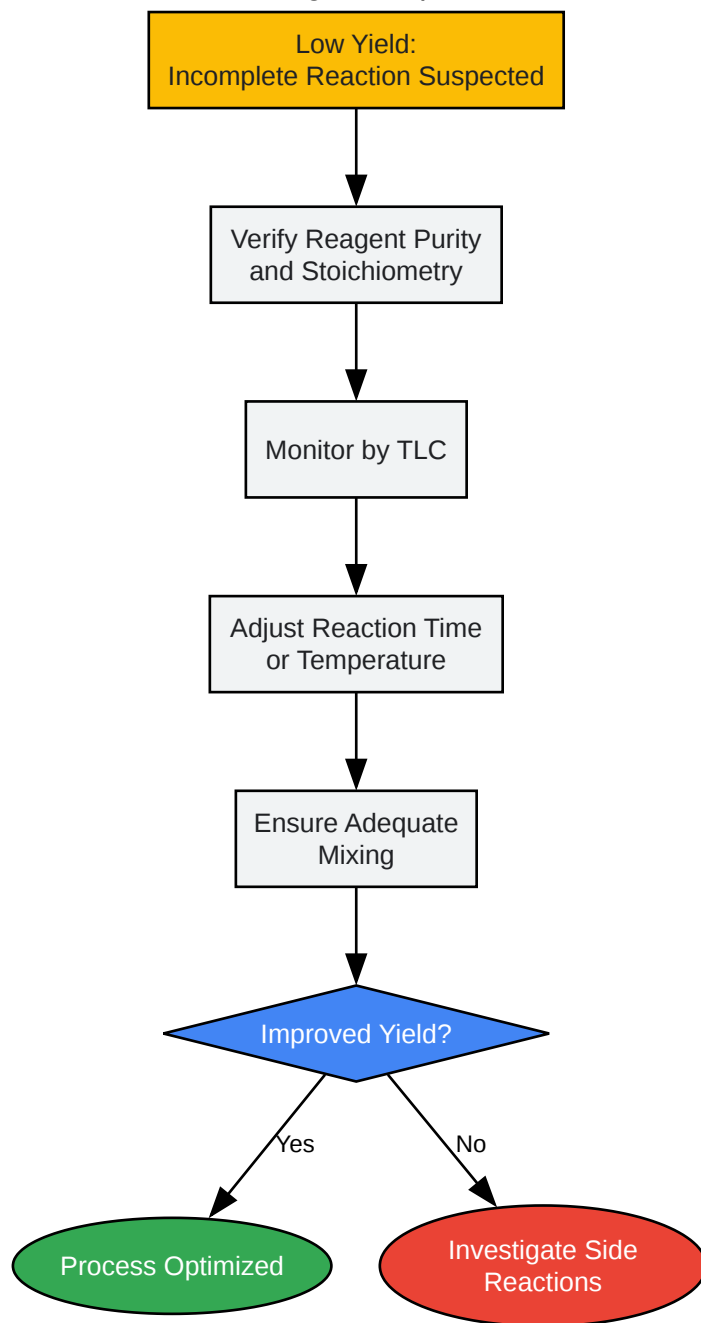 Low Yield:
Incomplete Reaction Suspected
Verify Reagent Purity
and Stoichiometry
Monitor by TLC
Adjust Reaction Time
or Temperature
Ensure Adequate
Mixing
Improved Yield?
Yes
No
Process Optimized
Investigate Side
Reactions